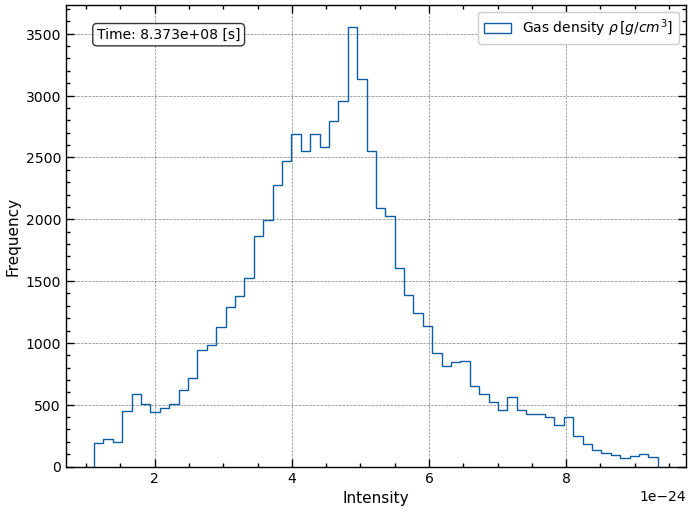 Time: 8.373e+08 [s]
Gas density ρ [g/cm³]
Frequency
3500
3000
2500
2000
1500
1000
500
0
2 4 6 8
1e−24
Intensity